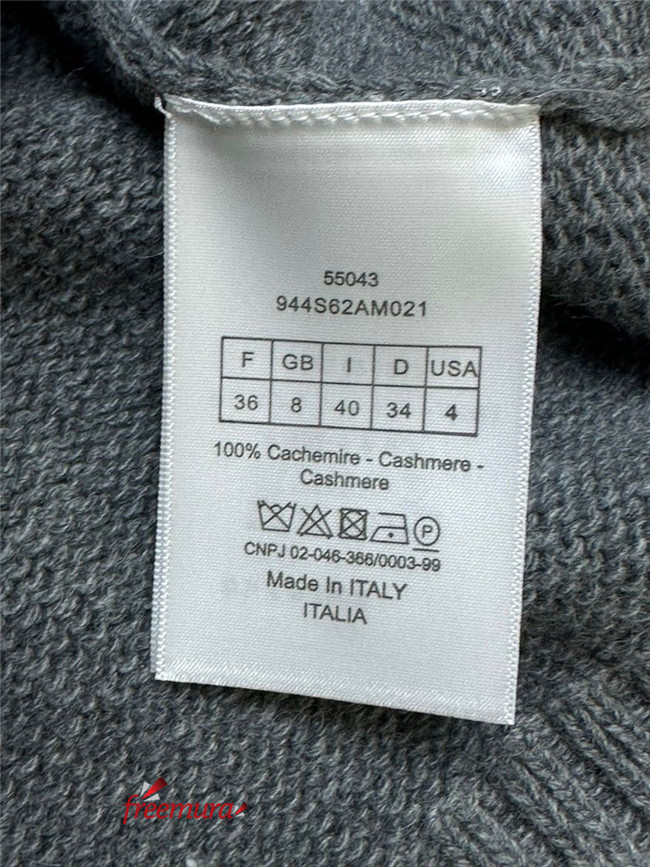 55043
944S62AM021
F GB I D USA
36 8 40 34 4
100% Cachemire - Cashmere -
Cashmere
P
CNPJ 02-046-366/0003-99
Made In ITALY
ITALIA
freemura